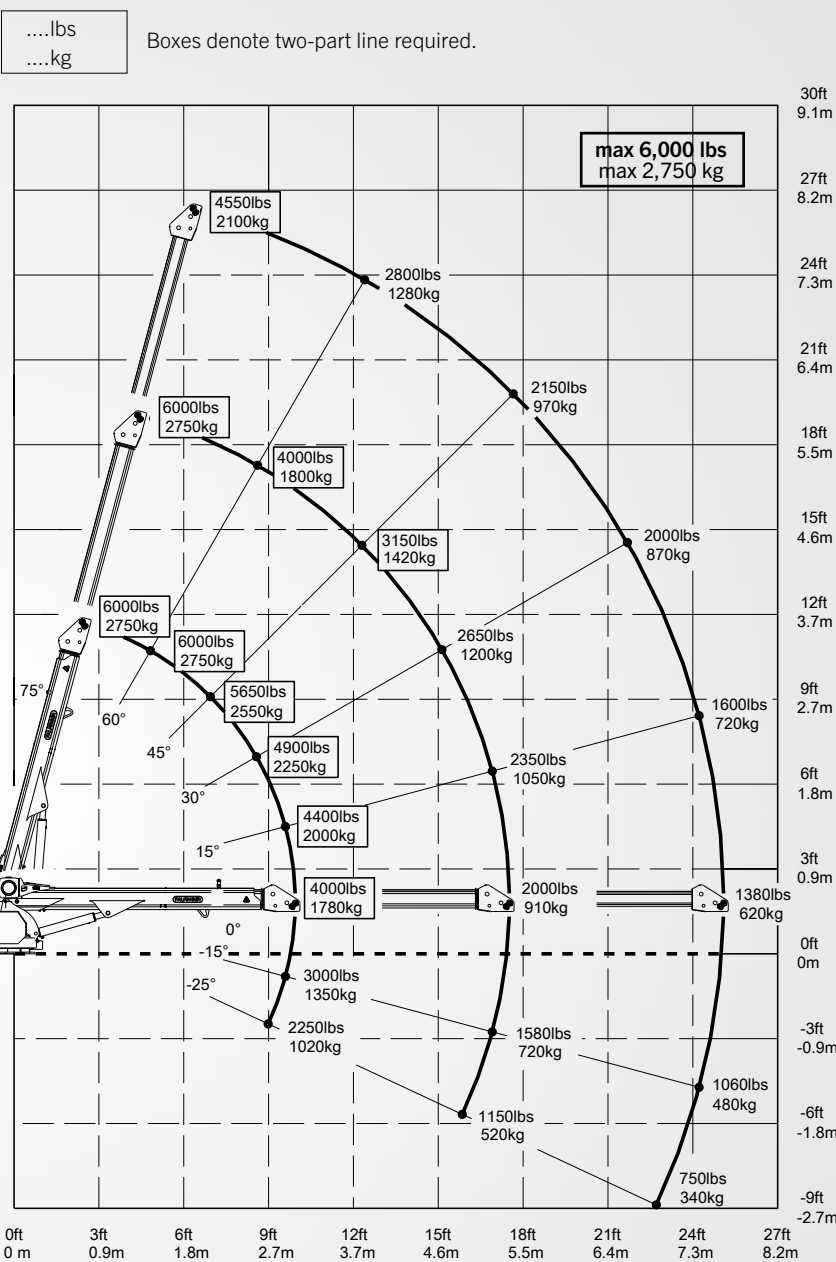 ....lbs
....kg
Boxes denote two-part line required.
30ft
9.1m
max 6,000 lbs
max 2,750 kg
27ft
8.2m
4550lbs
2100kg
24ft
7.3m
2800lbs
1280kg
21ft
6.4m
2150lbs
970kg
6000lbs
2750kg
18ft
5.5m
4000lbs
1800kg
15ft
4.6m
3150lbs
1420kg
2000lbs
870kg
12ft
3.7m
6000lbs
2750kg
6000lbs
2750kg
2650lbs
1200kg
75°
5650lbs
2550kg
9ft
2.7m
1600lbs
720kg
60°
45°
4900lbs
2250kg
2350lbs
1050kg
6ft
1.8m
30°
4400lbs
2000kg
15°
3ft
0.9m
PALFINGER
4000lbs
1780kg
2000lbs
910kg
1380lbs
620kg
0°
0ft
0m
-15°
3000lbs
1350kg
-25°
2250lbs
1020kg
-3ft
-0.9m
1580lbs
720kg
1060lbs
480kg
-6ft
-1.8m
1150lbs
520kg
750lbs
340kg
-9ft
-2.7m
0ft 3ft 6ft 9ft 12ft 15ft 18ft 21ft 24ft 27ft
0 m 0.9m 1.8m 2.7m 3.7m 4.6m 5.5m 6.4m 7.3m 8.2m